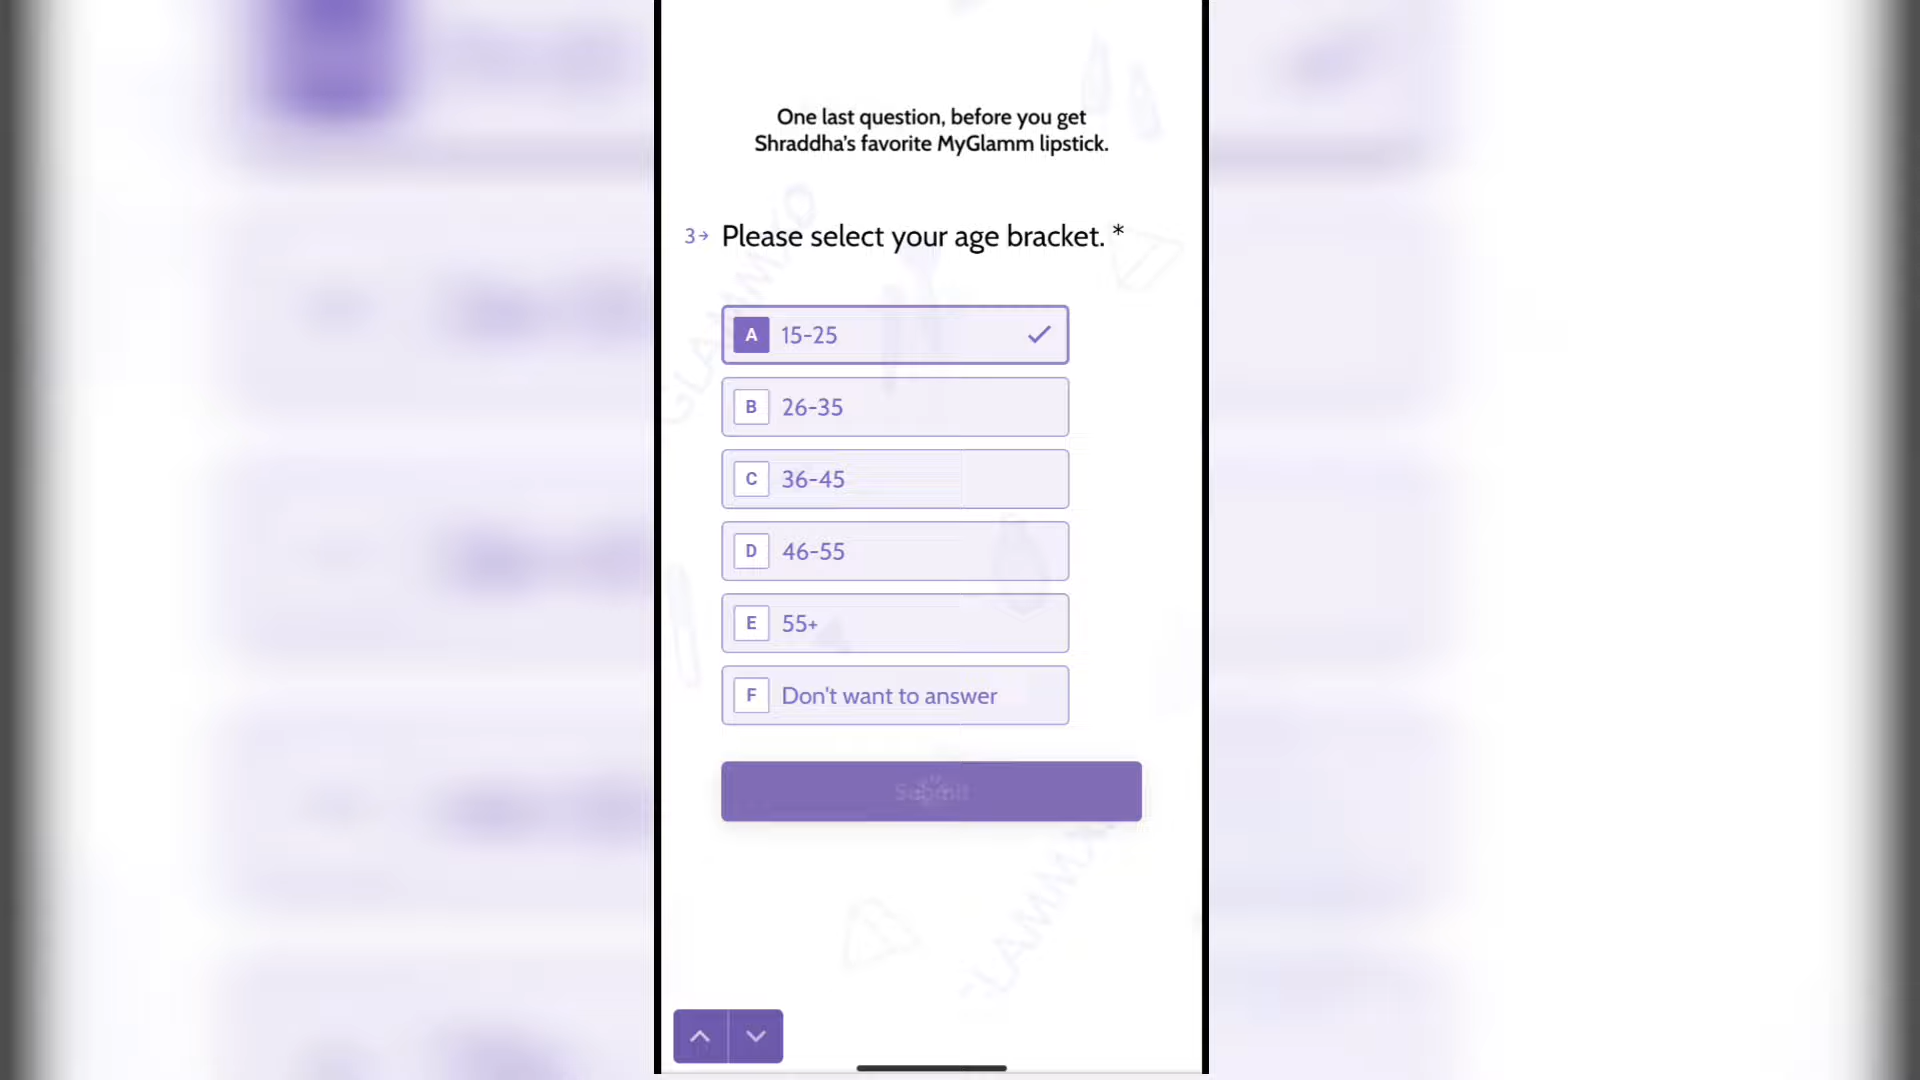 One last question, before you get
Shraddha's favorite MyGlamm lipstick.
3 Please select your age bracket. *
A 15-25
B 26-35
C 36-45
D 46-55
E 55+
F Don't want to answer
Submit